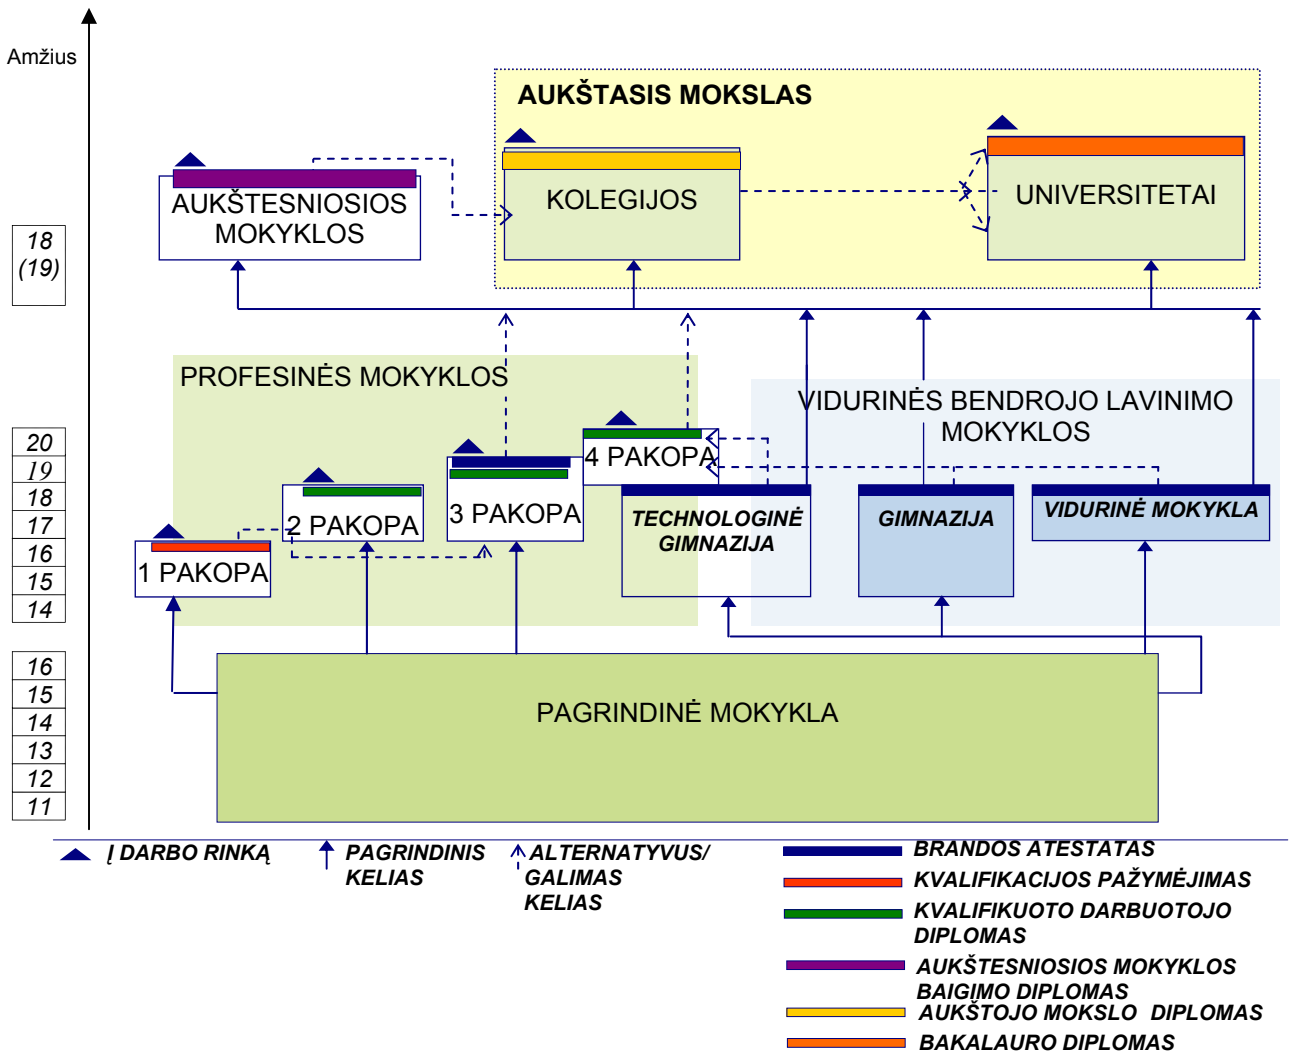 Amžius
AUKŠTASIS MOKSLAS
AUKŠTESNIOSIOS
MOKYKLOS
KOLEGIJOS
UNIVERSITETAI
18
(19)
PROFESINĖS MOKYKLOS
VIDURINĖS BENDROJO LAVINIMO
MOKYKLOS
20
19
18
17
16
15
14
4 PAKOPA
3 PAKOPA
2 PAKOPA
1 PAKOPA
TECHNOLOGINĖ
GIMNAZIJA
GIMNAZIJA
VIDURINĖ MOKYKLA
16
15
14
13
12
11
PAGRINDINĖ MOKYKLA
Į DARBO RINKĄ
PAGRINDINIS
KELIAS
ALTERNATYVUS/
GALIMAS
KELIAS
BRANDOS ATESTATAS
KVALIFIKACIJOS PAŽYMĖJIMAS
KVALIFIKUOTO DARBUOTOJO
DIPLOMAS
AUKŠTESNIOSIOS MOKYKLOS
BAIGIMO DIPLOMAS
AUKŠTOJO MOKSLO DIPLOMAS
BAKALAURO DIPLOMAS